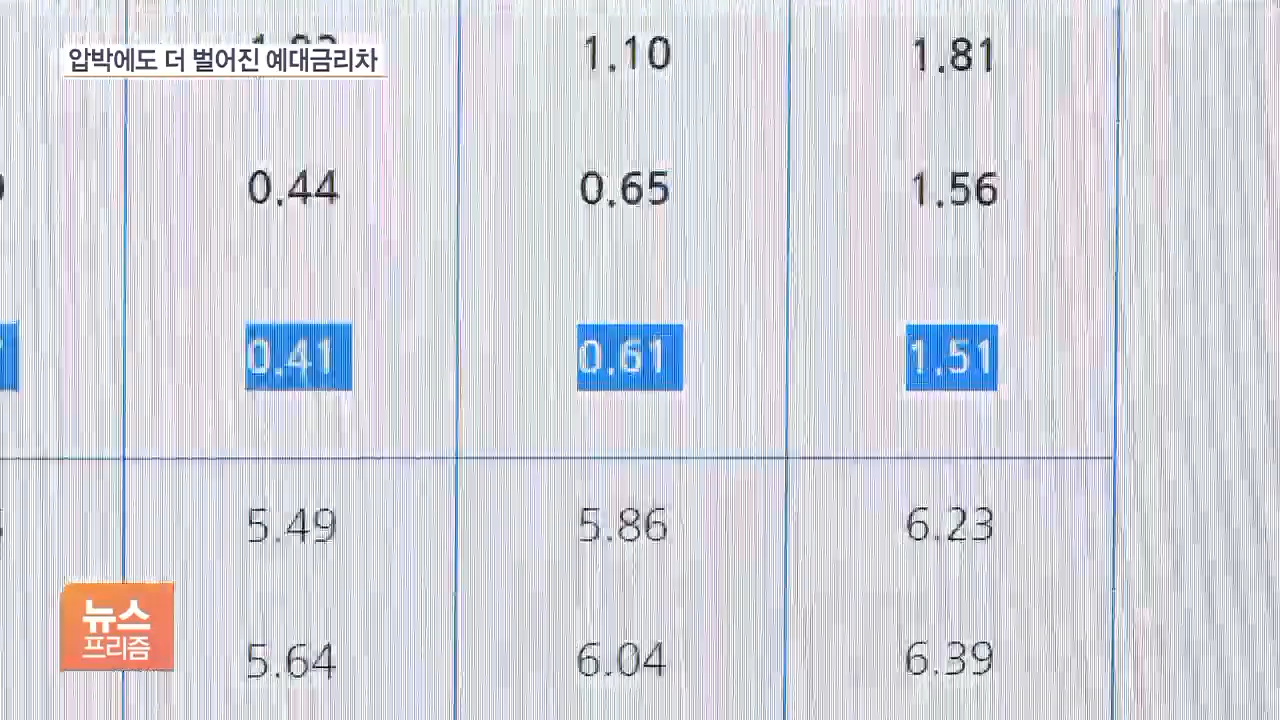 압박에도 더 벌어진 예대금리차
1.10 1.81
0.44 0.65 1.56
0.41 0.61 1.51
5.49 5.86 6.23
뉴스
프리즘
5.64 6.04 6.39